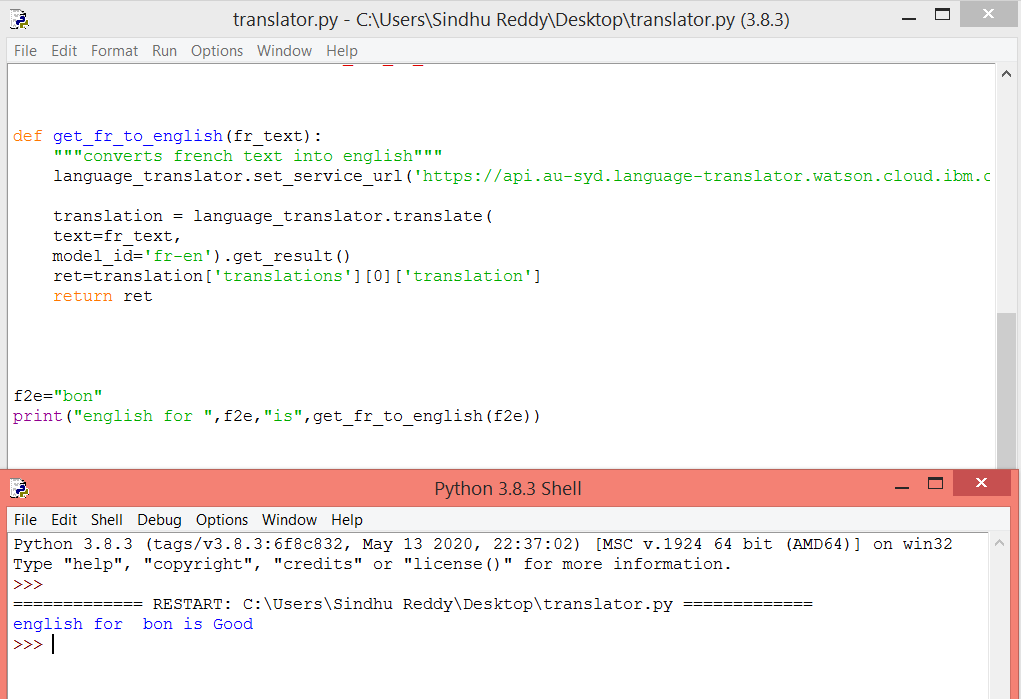 translator.py - C:\Users\Sindhu Reddy\Desktop\translator.py (3.8.3)
File Edit Format Run Options Window Help
def get_fr_to_english(fr_text):
    """converts french text into english"""
    language_translator.set_service_url('https://api.au-syd.language-translator.watson.cloud.ibm.c
    translation = language_translator.translate(
    text=fr_text,
    model_id='fr-en').get_result()
    ret=translation['translations'][0]['translation']
    return ret
f2e="bon"
print("english for ",f2e,"is",get_fr_to_english(f2e))
Python 3.8.3 Shell
File Edit Shell Debug Options Window Help
Python 3.8.3 (tags/v3.8.3:6f8c832, May 13 2020, 22:37:02) [MSC v.1924 64 bit (AMD64)] on win32
Type "help", "copyright", "credits" or "license()" for more information.
>>>
============= RESTART: C:\Users\Sindhu Reddy\Desktop\translator.py =============
english for  bon is Good
>>>